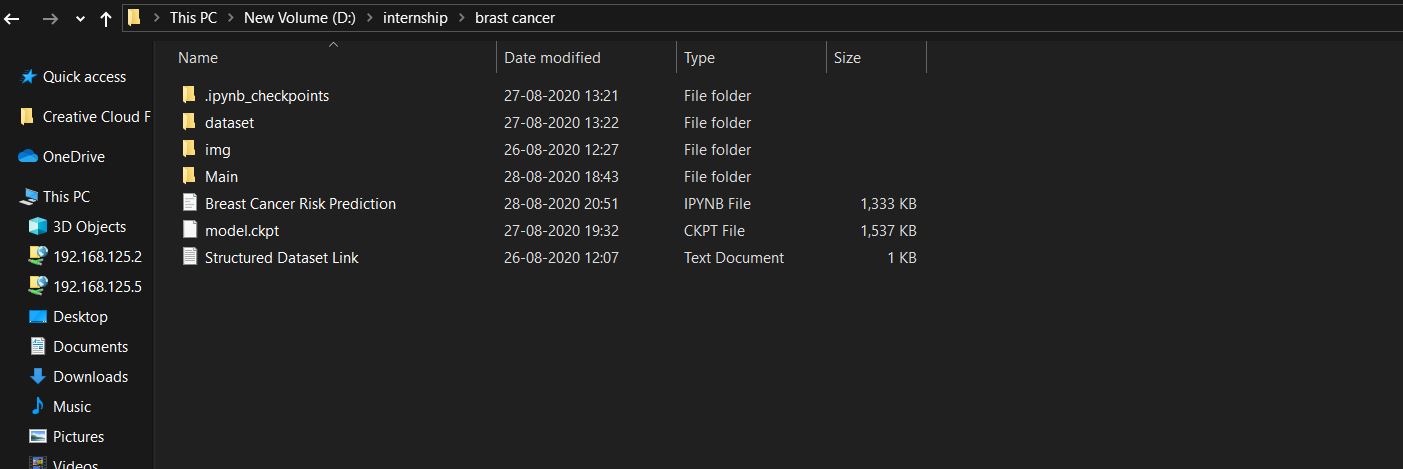 This PC > New Volume (D:) > internship > brast cancer
Name Date modified Type Size
Quick access
Creative Cloud F
OneDrive
This PC
3D Objects
192.168.125.2
192.168.125.5
Desktop
Documents
Downloads
Music
Pictures
Videos
.ipynb_checkpoints 27-08-2020 13:21 File folder
dataset 27-08-2020 13:22 File folder
img 26-08-2020 12:27 File folder
Main 28-08-2020 18:43 File folder
Breast Cancer Risk Prediction 28-08-2020 20:51 IPYNB File 1,333 KB
model.ckpt 27-08-2020 19:32 CKPT File 1,537 KB
Structured Dataset Link 26-08-2020 12:07 Text Document 1 KB